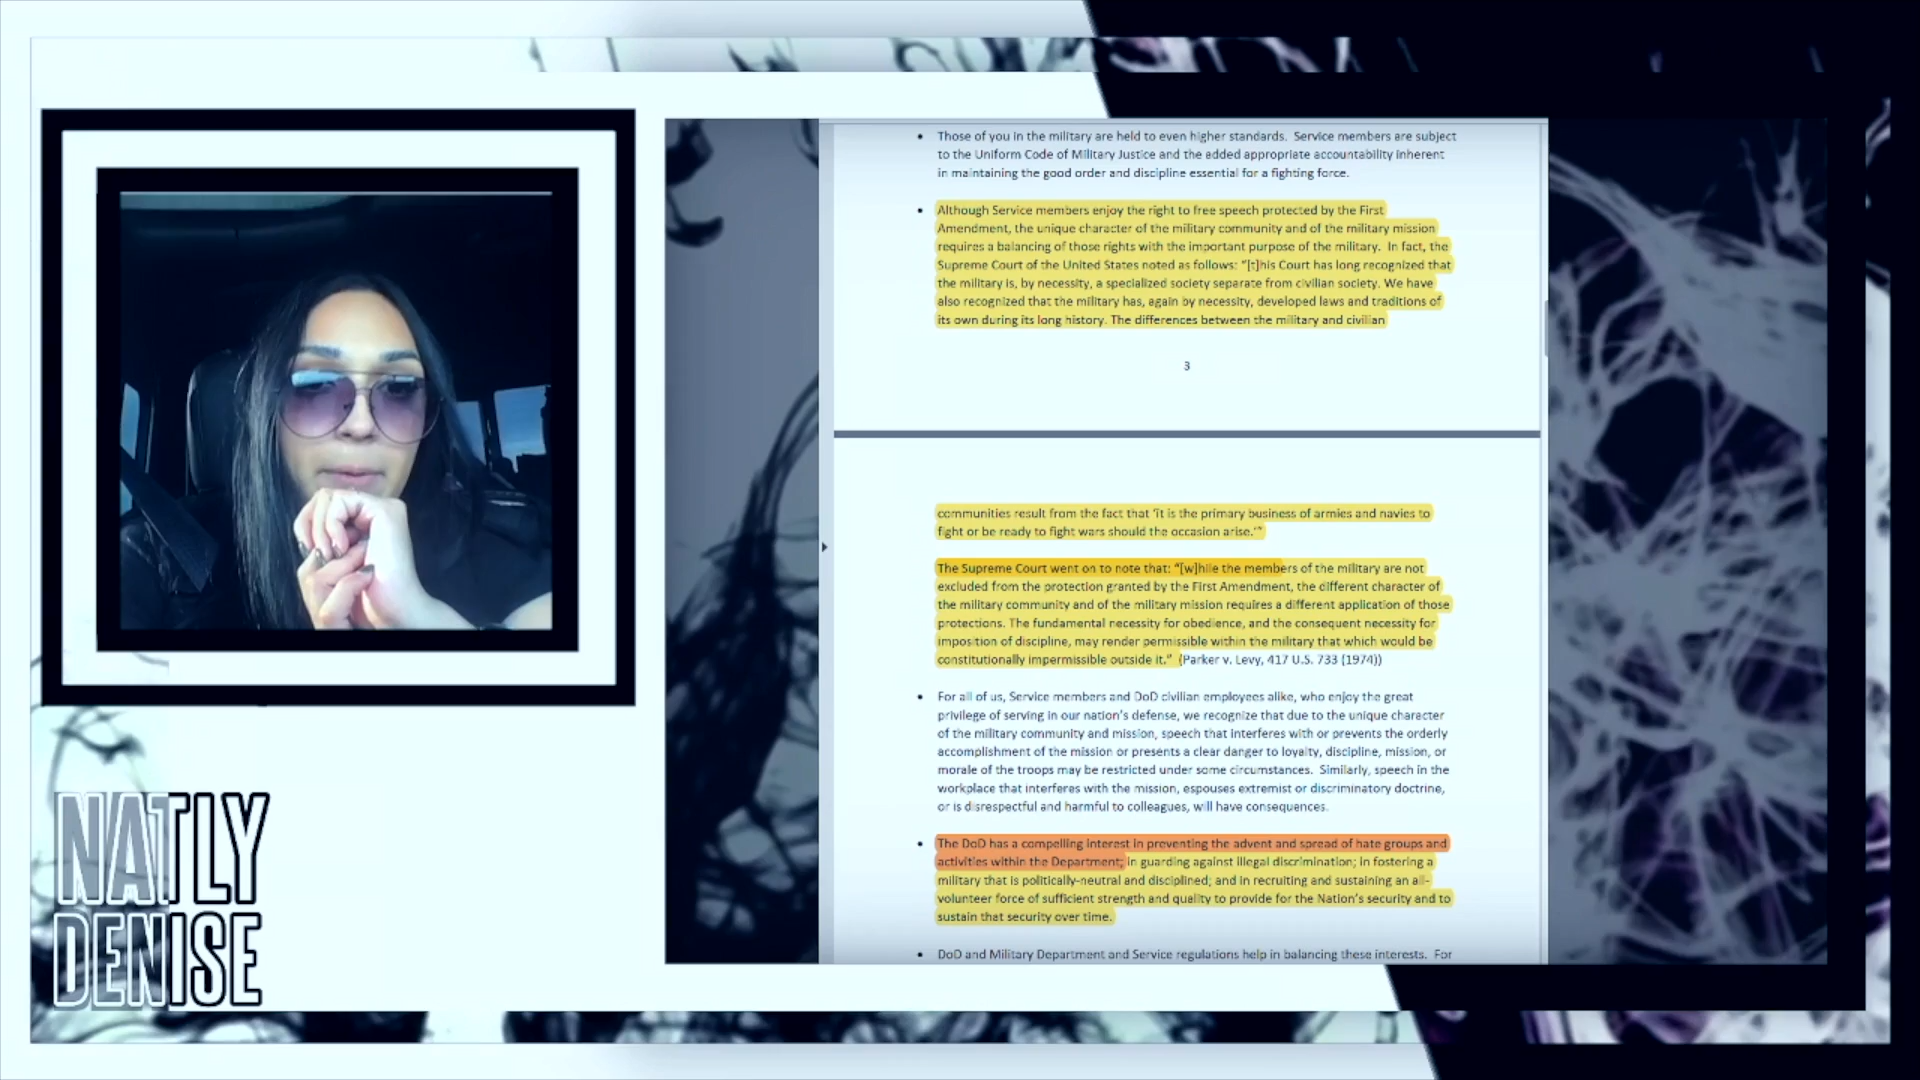 Those of you in the military are held to even higher standards. Service members are subject
to the Uniform Code of Military Justice and the added appropriate accountability inherent
in maintaining the good order and discipline essential for a fighting force.
Although Service members enjoy the right to free speech protected by the First
Amendment, the unique character of the military community and of the military mission
requires a balancing of those rights with the important purpose of the military. In fact, the
Supreme Court of the United States noted as follows: “[t]his Court has long recognized that
the military is, by necessity, a specialized society separate from civilian society. We have
also recognized that the military has, again by necessity, developed laws and traditions of
its own during its long history. The differences between the military and civilian
3
communities result from the fact that ‘it is the primary business of armies and navies to
fight or be ready to fight wars should the occasion arise.’”
The Supreme Court went on to note that: “[w]hile the members of the military are not
excluded from the protection granted by the First Amendment, the different character of
the military community and of the military mission requires a different application of those
protections. The fundamental necessity for obedience, and the consequent necessity for
imposition of discipline, may render permissible within the military that which would be
constitutionally impermissible outside it.” (Parker v. Levy, 417 U.S. 733 (1974))
For all of us, Service members and DoD civilian employees alike, who enjoy the great
privilege of serving in our nation’s defense, we recognize that due to the unique character
of the military community and mission, speech that interferes with or prevents the orderly
accomplishment of the mission or presents a clear danger to loyalty, discipline, mission, or
morale of the troops may be restricted under some circumstances. Similarly, speech in the
workplace that interferes with the mission, espouses extremist or discriminatory doctrine,
or is disrespectful and harmful to colleagues, will have consequences.
The DoD has a compelling interest in preventing the advent and spread of hate groups and
activities within the Department; in guarding against illegal discrimination; in fostering a
military that is politically-neutral and disciplined; and in recruiting and sustaining an all-
volunteer force of sufficient strength and quality to provide for the Nation’s security and to
sustain that security over time.
DoD and Military Department and Service regulations help in balancing these interests. For
NATLY
DENISE